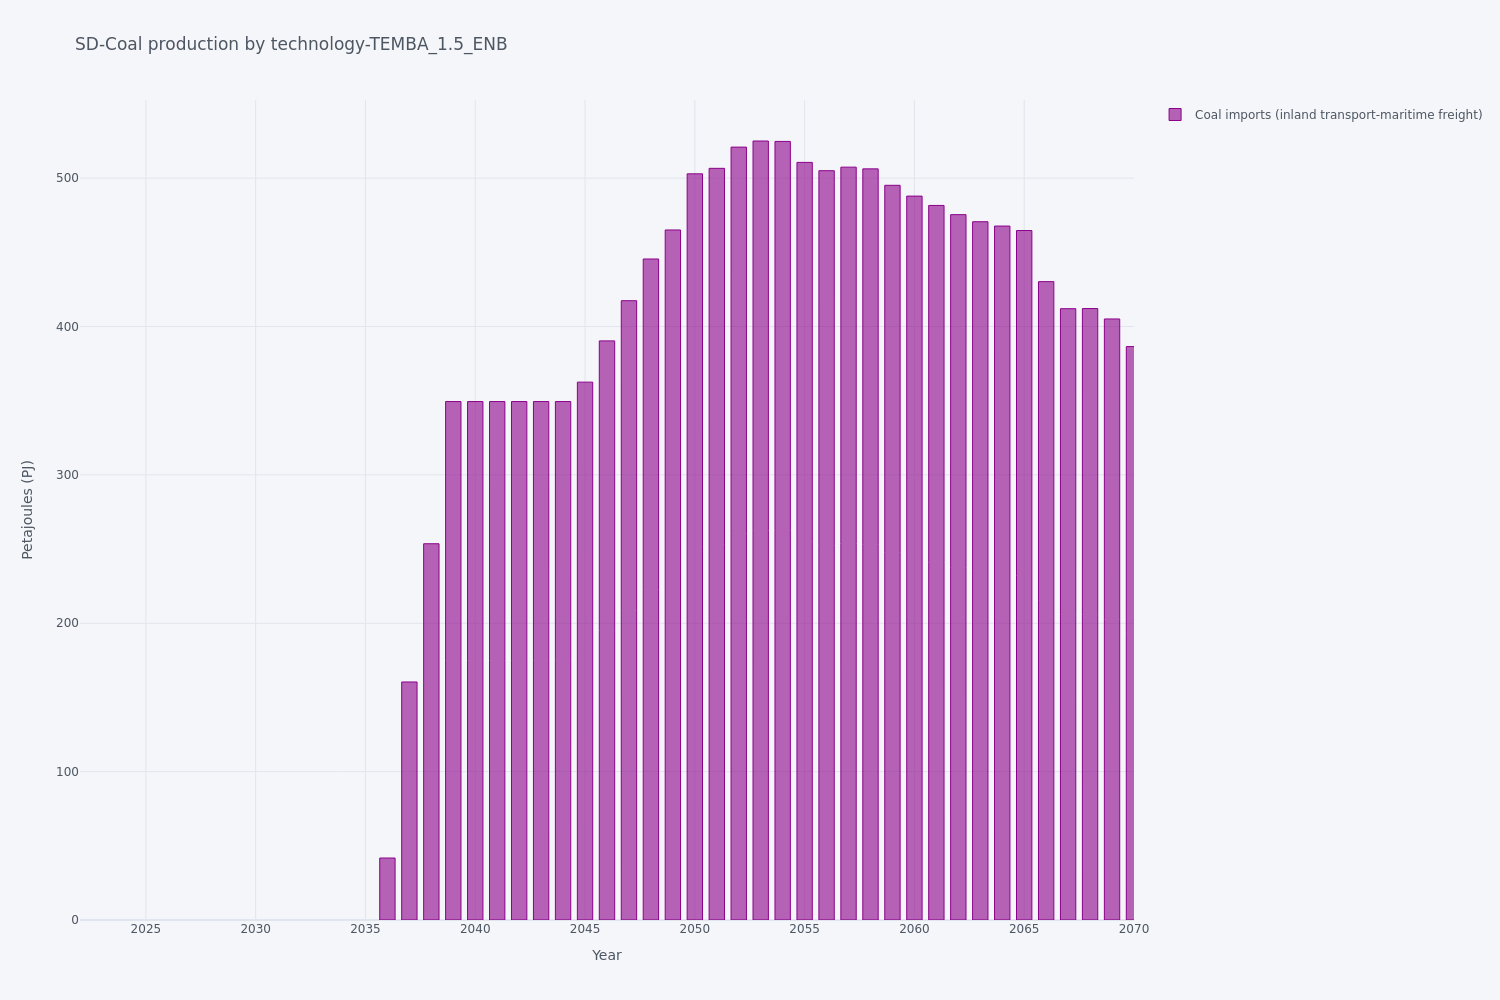 SD-Coal production by technology-TEMBA_1.5_ENB
Coal imports (inland transport-maritime freight)
500
400
300
200
100
0
Petajoules (PJ)
2025 2030 2035 2040 2045 2050 2055 2060 2065 2070
Year